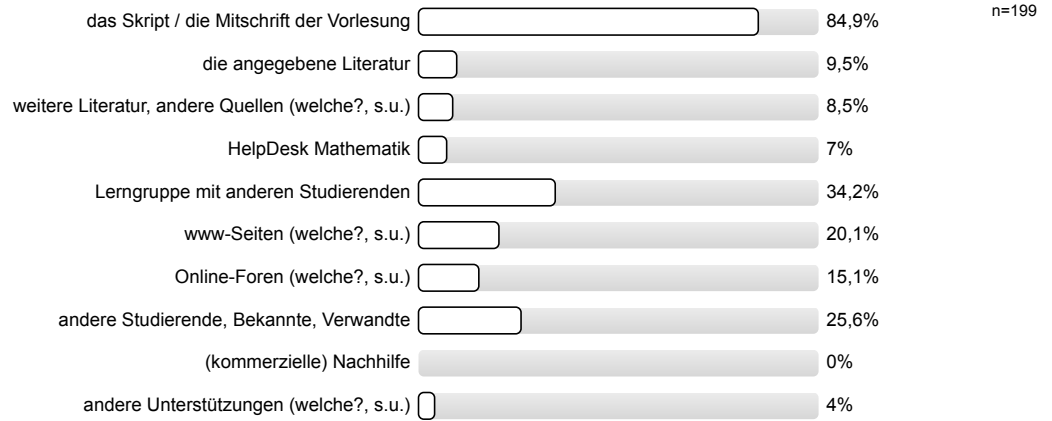 das Skript / die Mitschrift der Vorlesung 84,9% n=199
die angegebene Literatur 9,5%
weitere Literatur, andere Quellen (welche?, s.u.) 8,5%
HelpDesk Mathematik 7%
Lerngruppe mit anderen Studierenden 34,2%
www-Seiten (welche?, s.u.) 20,1%
Online-Foren (welche?, s.u.) 15,1%
andere Studierende, Bekannte, Verwandte 25,6%
(kommerzielle) Nachhilfe 0%
andere Unterstützungen (welche?, s.u.) 4%